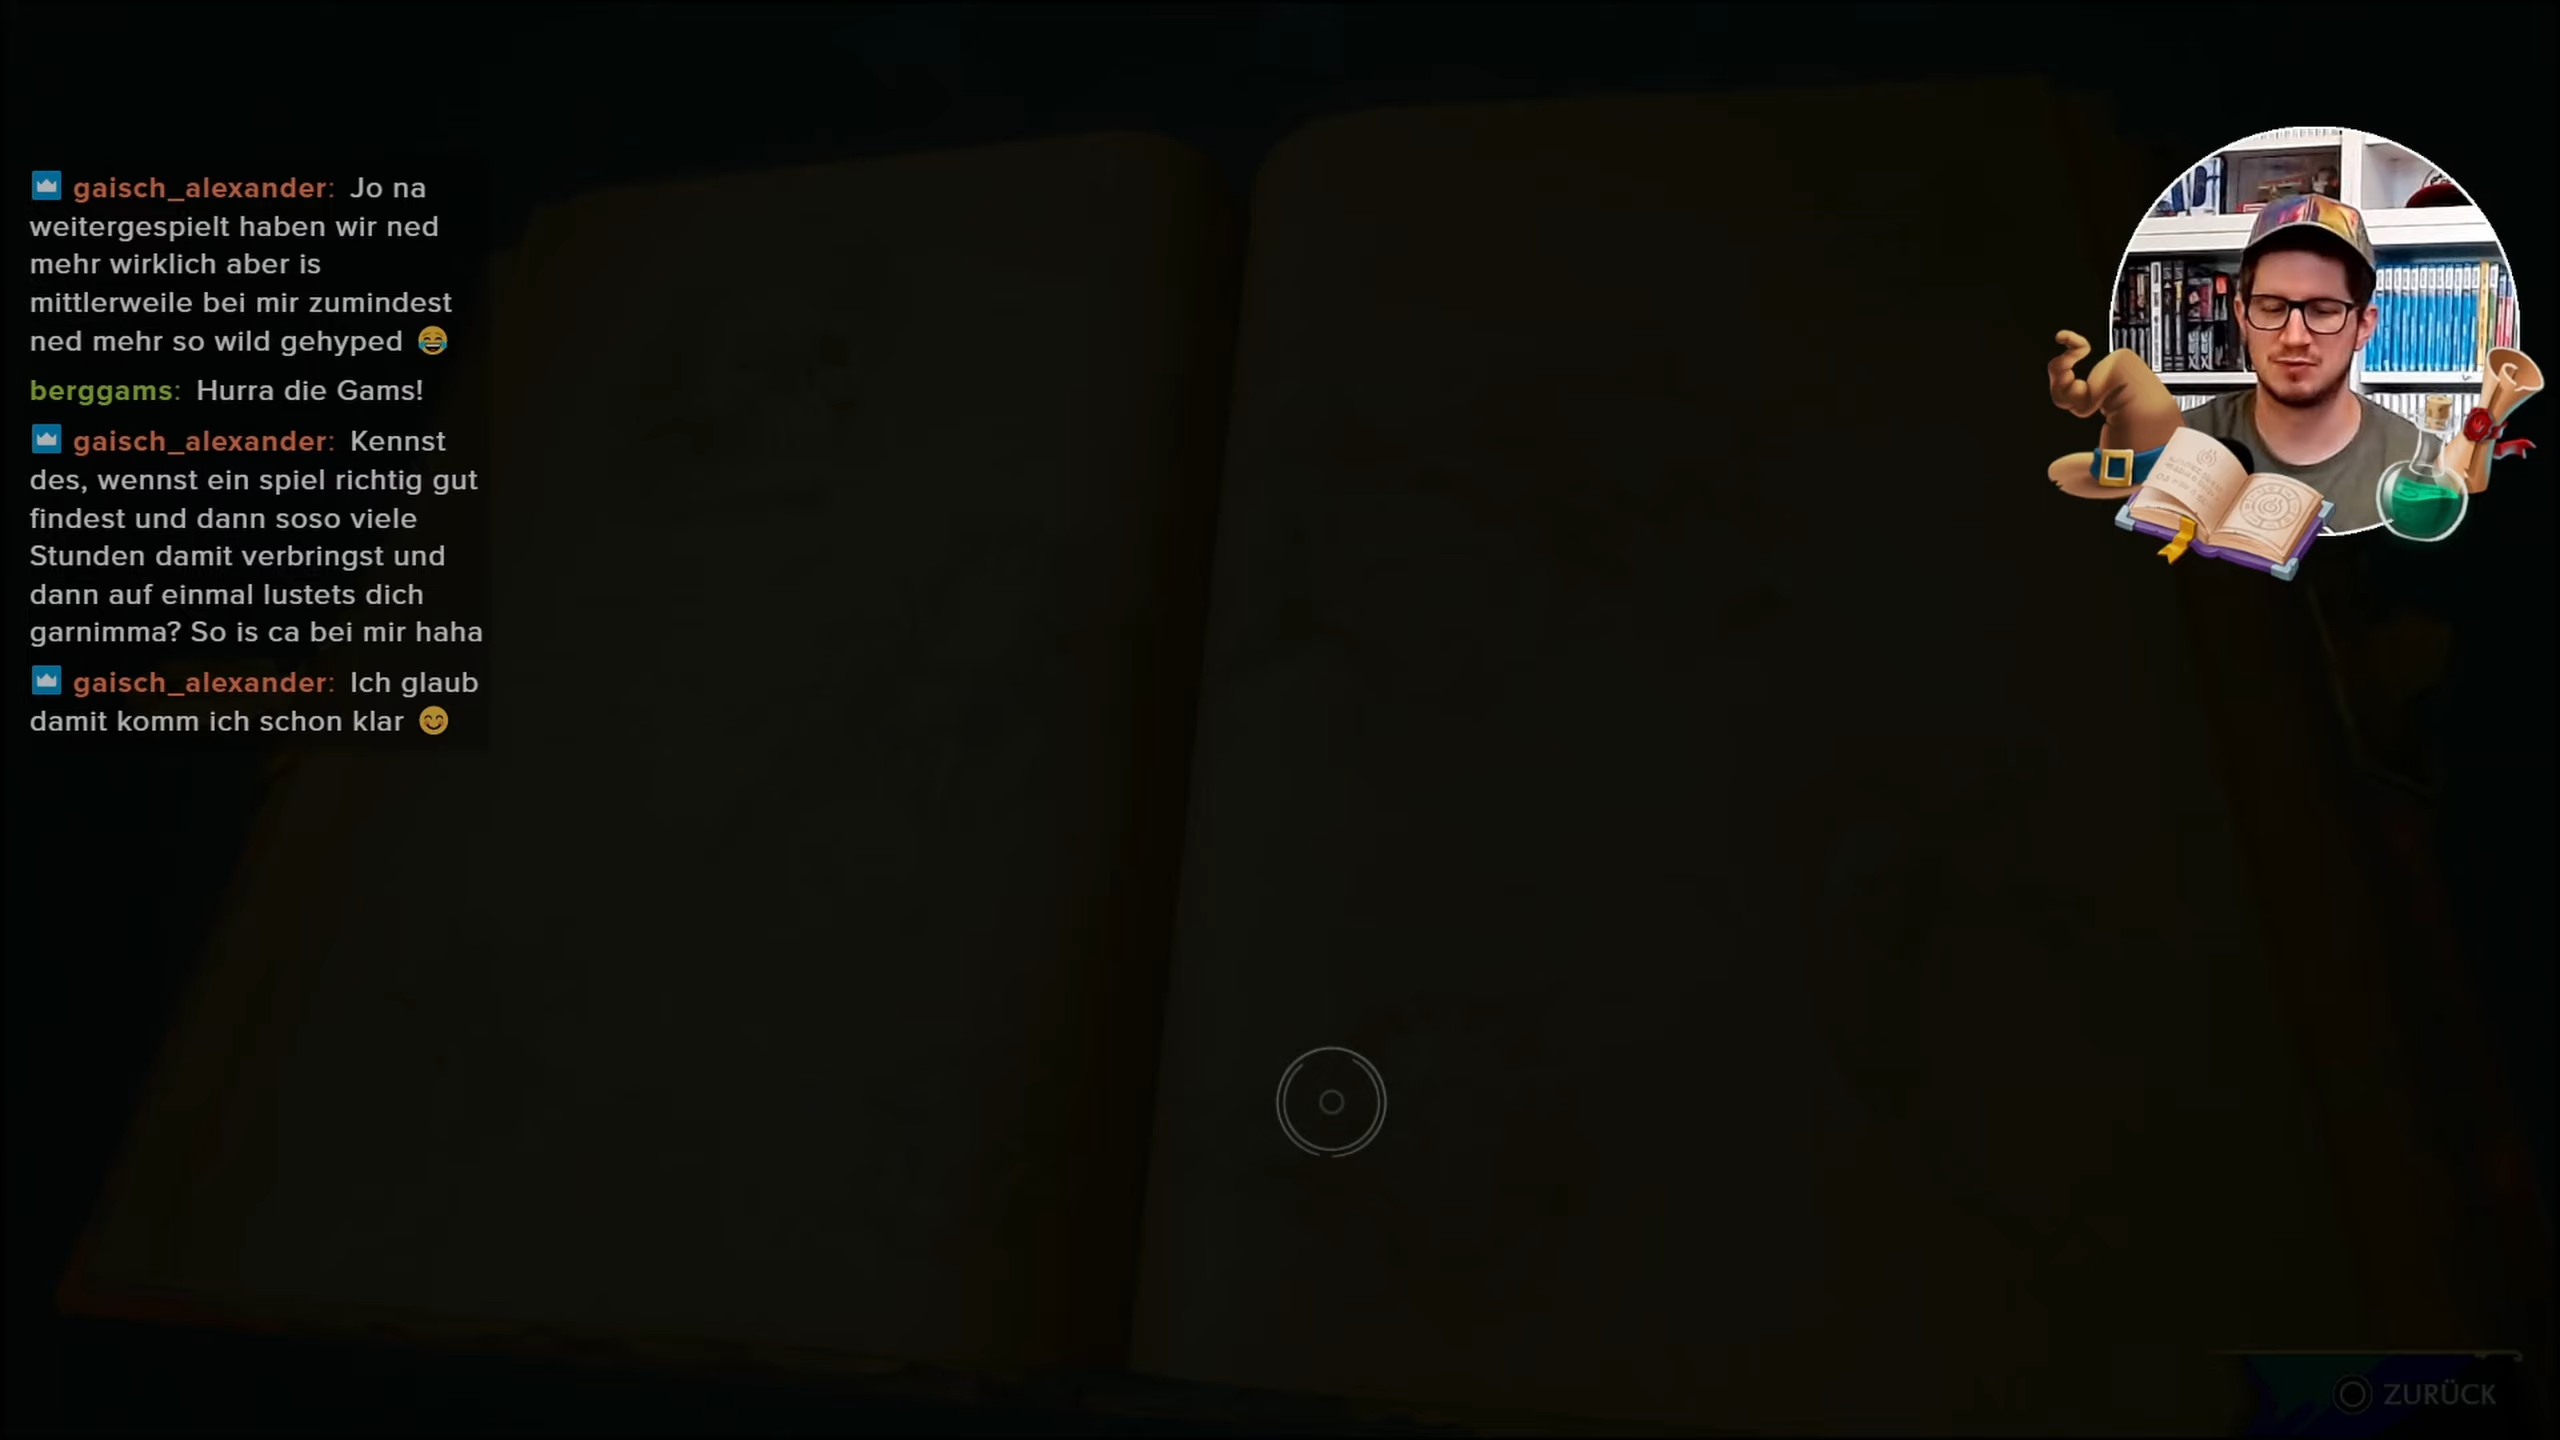 gaisch_alexander: Jo na
weitergespielt haben wir ned
mehr wirklich aber is
mittlerweile bei mir zumindest
ned mehr so wild gehyped 😂
berggams: Hurra die Gams!
gaisch_alexander: Kennst
des, wennst ein spiel richtig gut
findest und dann soso viele
Stunden damit verbringst und
dann auf einmal lustets dich
garnimma? So is ca bei mir haha
gaisch_alexander: Ich glaub
damit komm ich schon klar 😊
ZURÜCK